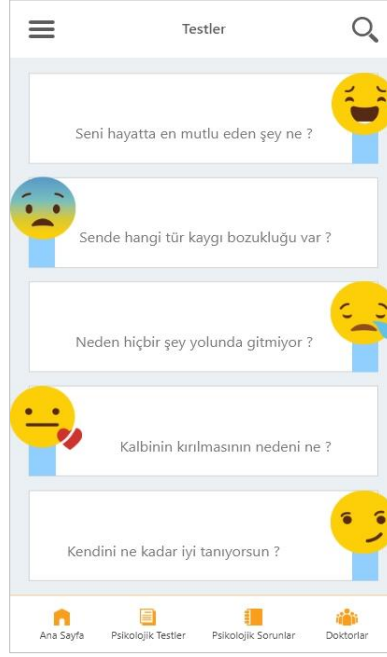 Testler
Seni hayatta en mutlu eden şey ne ?
Sende hangi tür kaygı bozukluğu var ?
Neden hiçbir şey yolunda gitmiyor ?
Kalbinin kırılmasının nedeni ne ?
Kendini ne kadar iyi tanıyorsun ?
Ana Sayfa Psikolojik Testler Psikolojik Sorunlar Doktorlar